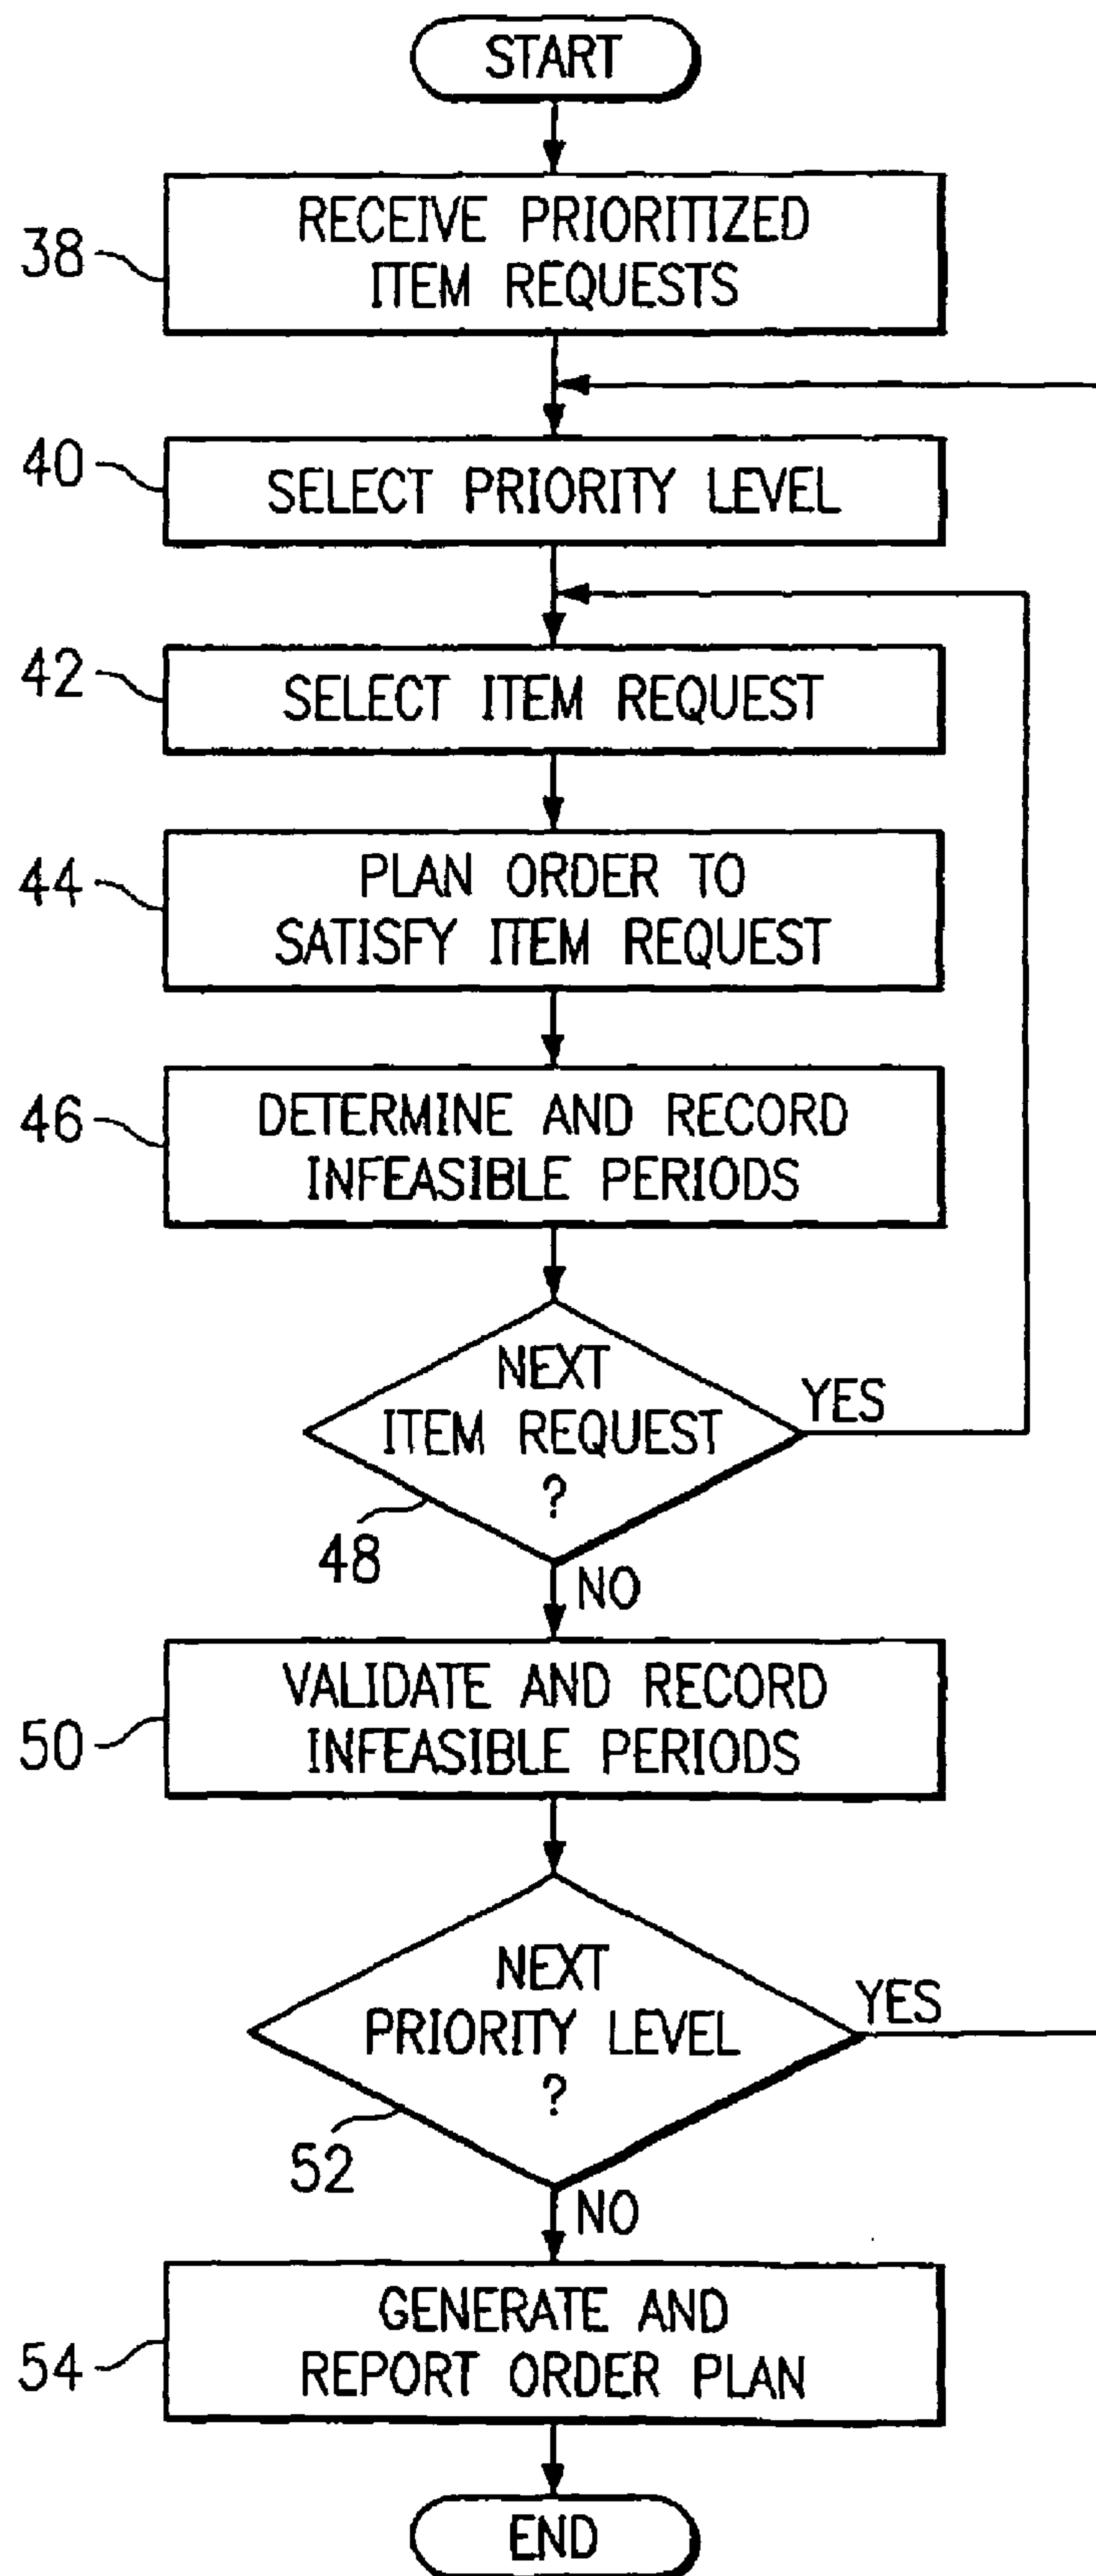 START
38
RECEIVE PRIORITIZED
ITEM REQUESTS
40
SELECT PRIORITY LEVEL
42
SELECT ITEM REQUEST
44
PLAN ORDER TO
SATISFY ITEM REQUEST
46
DETERMINE AND RECORD
INFEASIBLE PERIODS
NEXT
ITEM REQUEST
?
YES
48
NO
50
VALIDATE AND RECORD
INFEASIBLE PERIODS
NEXT
PRIORITY LEVEL
?
YES
52
NO
54
GENERATE AND
REPORT ORDER PLAN
END